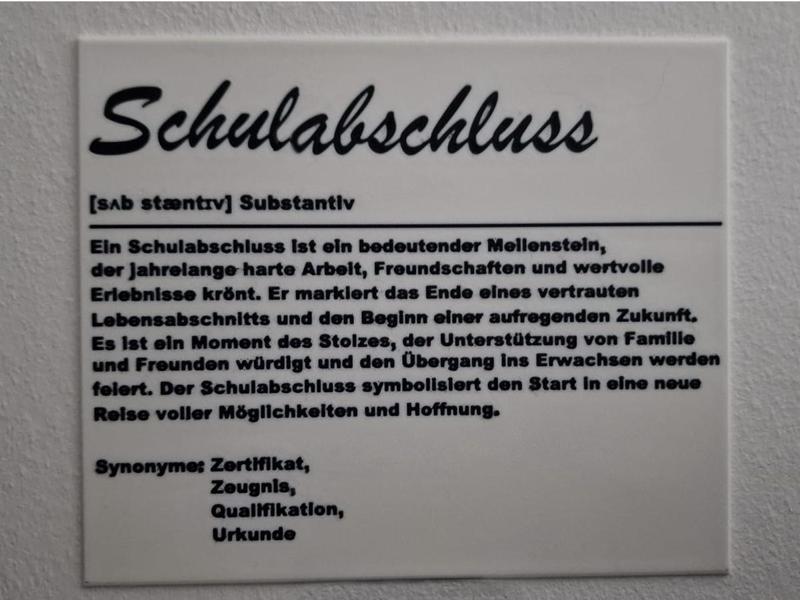 Schulabschluss
[sʌb stæntɪv] Substantiv
Ein Schulabschluss ist ein bedeutender Meilenstein,
der jahrelange harte Arbeit, Freundschaften und wertvolle
Erlebnisse krönt. Er markiert das Ende eines vertrauten
Lebensabschnitts und den Beginn einer aufregenden Zukunft.
Es ist ein Moment des Stolzes, der Unterstützung von Familie
und Freunden würdigt und den Übergang ins Erwachsen werden
feiert. Der Schulabschluss symbolisiert den Start in eine neue
Reise voller Möglichkeiten und Hoffnung.
Synonyme: Zertifikat,
Zeugnis,
Qualifikation,
Urkunde